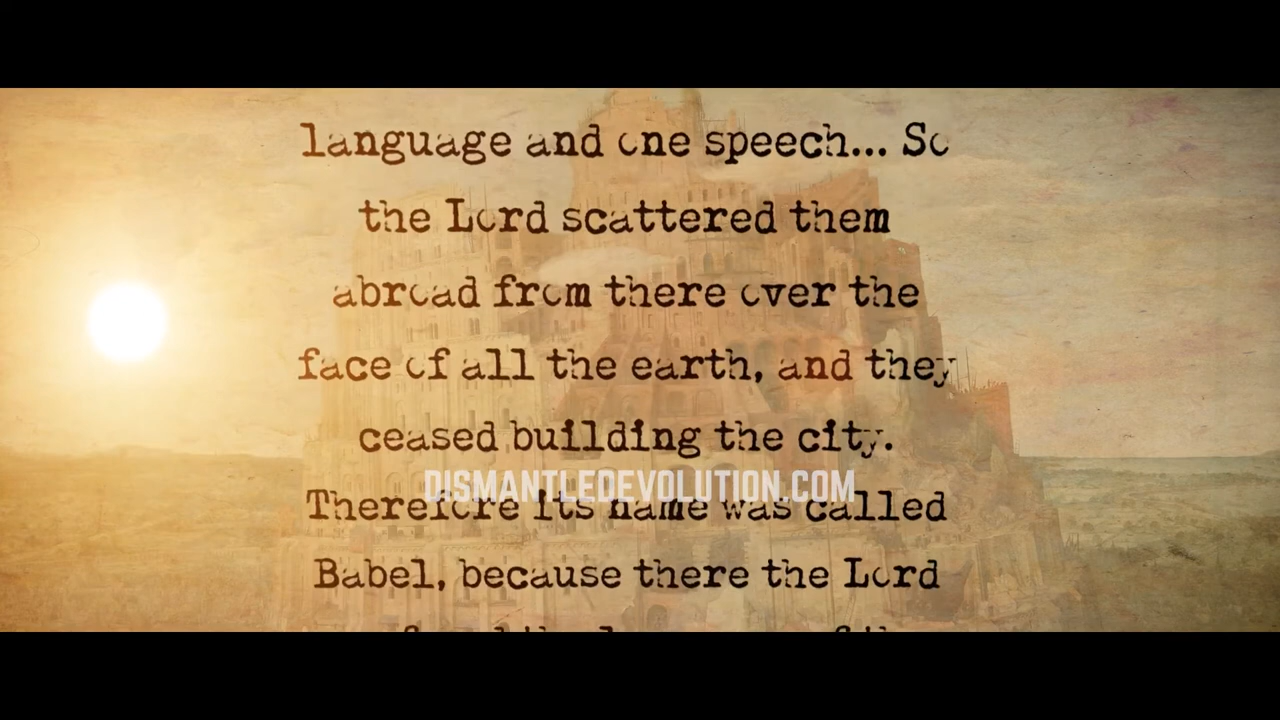 language and one speech... So
the Lord scattered them
abroad from there over the
face of all the earth, and they
ceased building the city.
DISMANTLEDEVOLUTION.COM
Therefore its name was called
Babel, because there the Lord